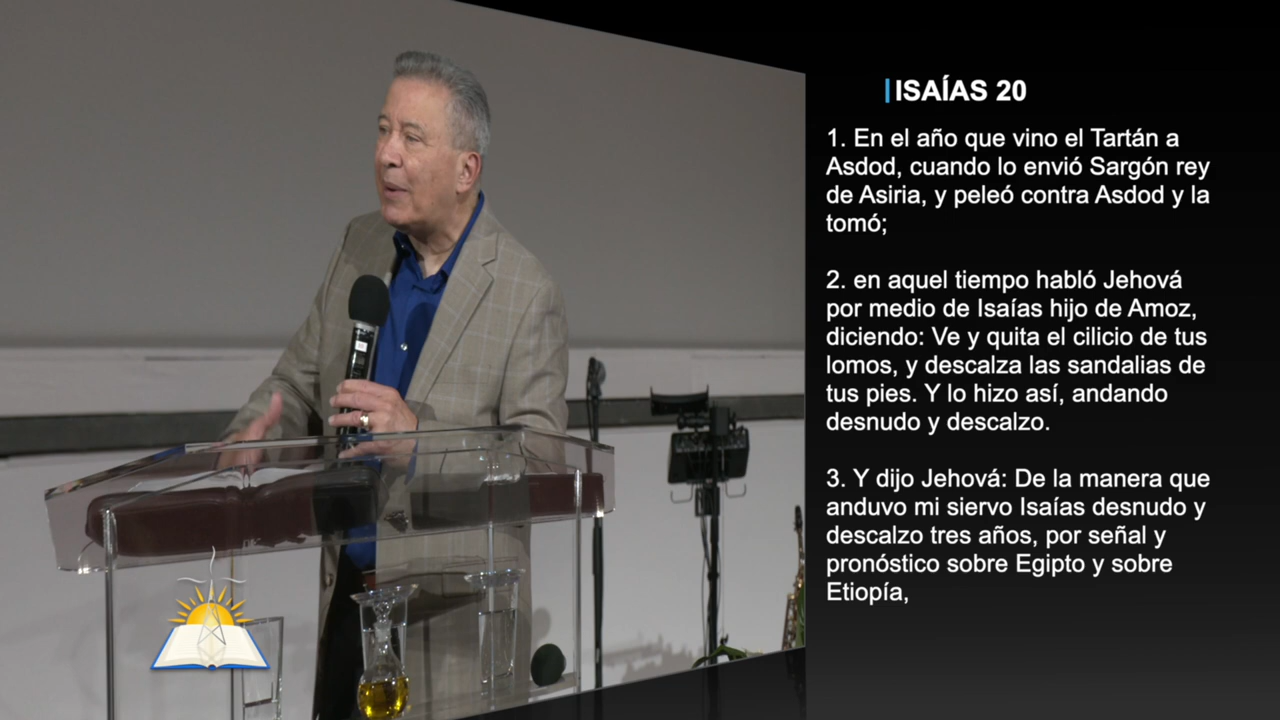 ISAÍAS 20
1. En el año que vino el Tartán a
Asdod, cuando lo envió Sargón rey
de Asiria, y peleó contra Asdod y la
tomó;
2. en aquel tiempo habló Jehová
por medio de Isaías hijo de Amoz,
diciendo: Ve y quita el cilicio de tus
lomos, y descalza las sandalias de
tus pies. Y lo hizo así, andando
desnudo y descalzo.
3. Y dijo Jehová: De la manera que
anduvo mi siervo Isaías desnudo y
descalzo tres años, por señal y
pronóstico sobre Egipto y sobre
Etiopía,